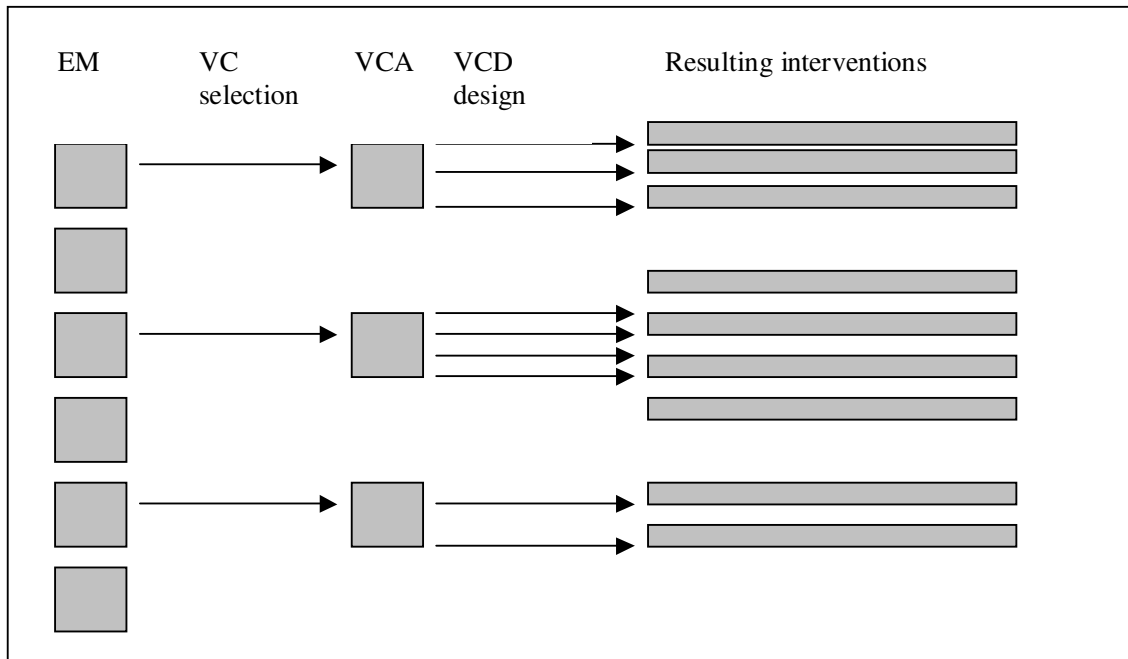 EM
VC
selection
VCA
VCD
design
Resulting interventions